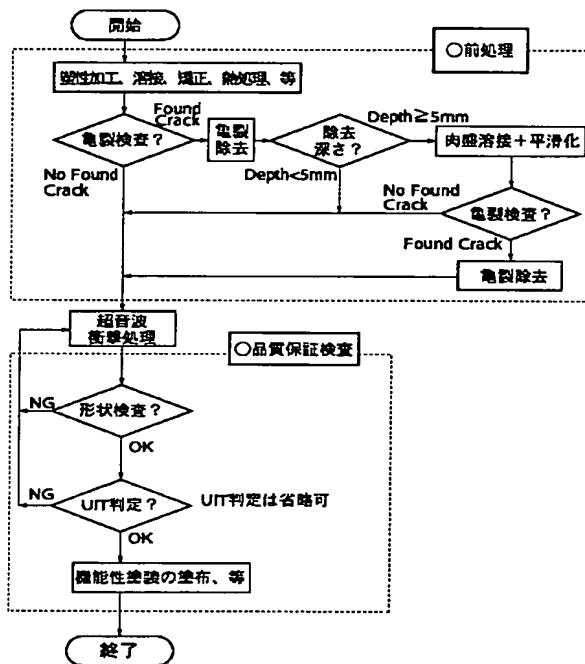 開始
〇前処理
塑性加工、溶接、矯正、熱処理、等
Found
Crack
Depth≧5mm
亀裂検査？
亀裂
除去
除去
深さ？
肉盛溶接＋平滑化
No Found
Crack
Depth<5mm
No Found
Crack
亀裂検査？
Found Crack
亀裂除去
超音波
衝撃処理
〇品質保証検査
NG
形状検査？
OK
NG
UIT判定？
UIT判定は省略可
OK
機能性塗装の塗布、等
終了